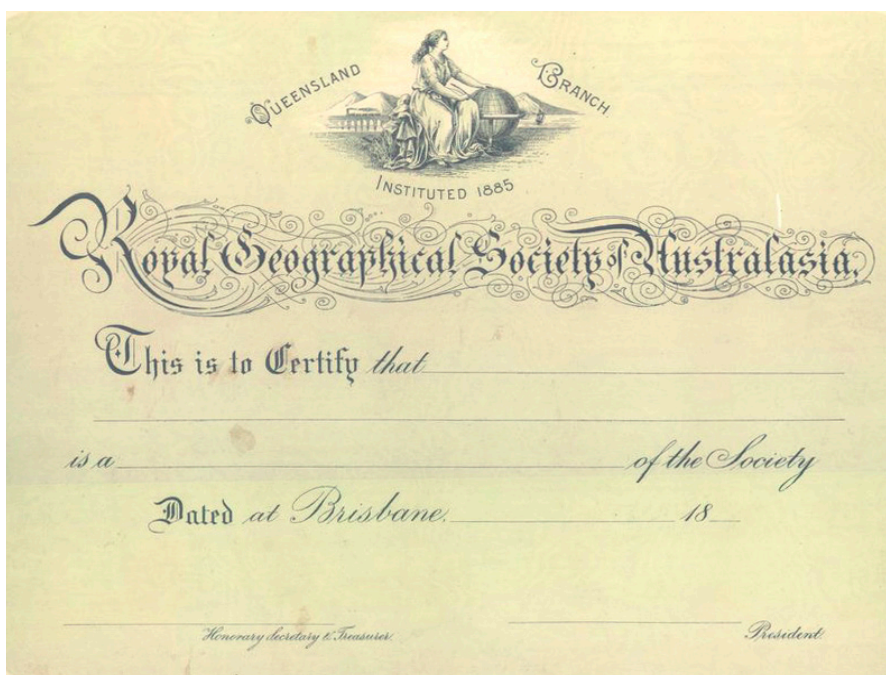 QUEENSLAND BRANCH
INSTITUTED 1885
Royal Geographical Society of Australasia,
This is to Certify that
is a of the Society
Dated at Brisbane. 18
Honorary Secretary & Treasurer.
President.